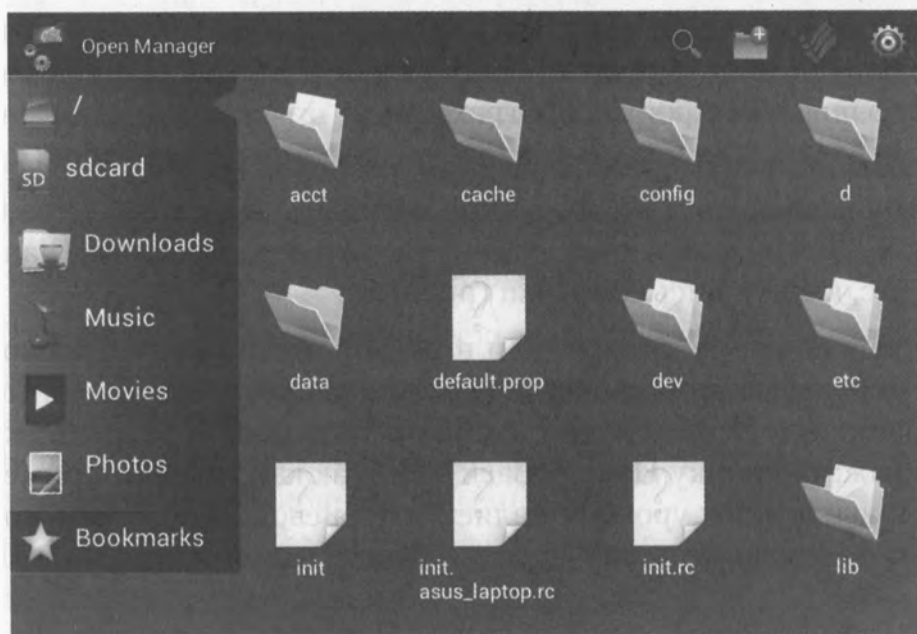 Open Manager
/
SD
sdcard
Downloads
Music
Movies
Photos
Bookmarks
acct
cache
config
d
data
default.prop
dev
etc
init
init.
asus_laptop.rc
init.rc
lib